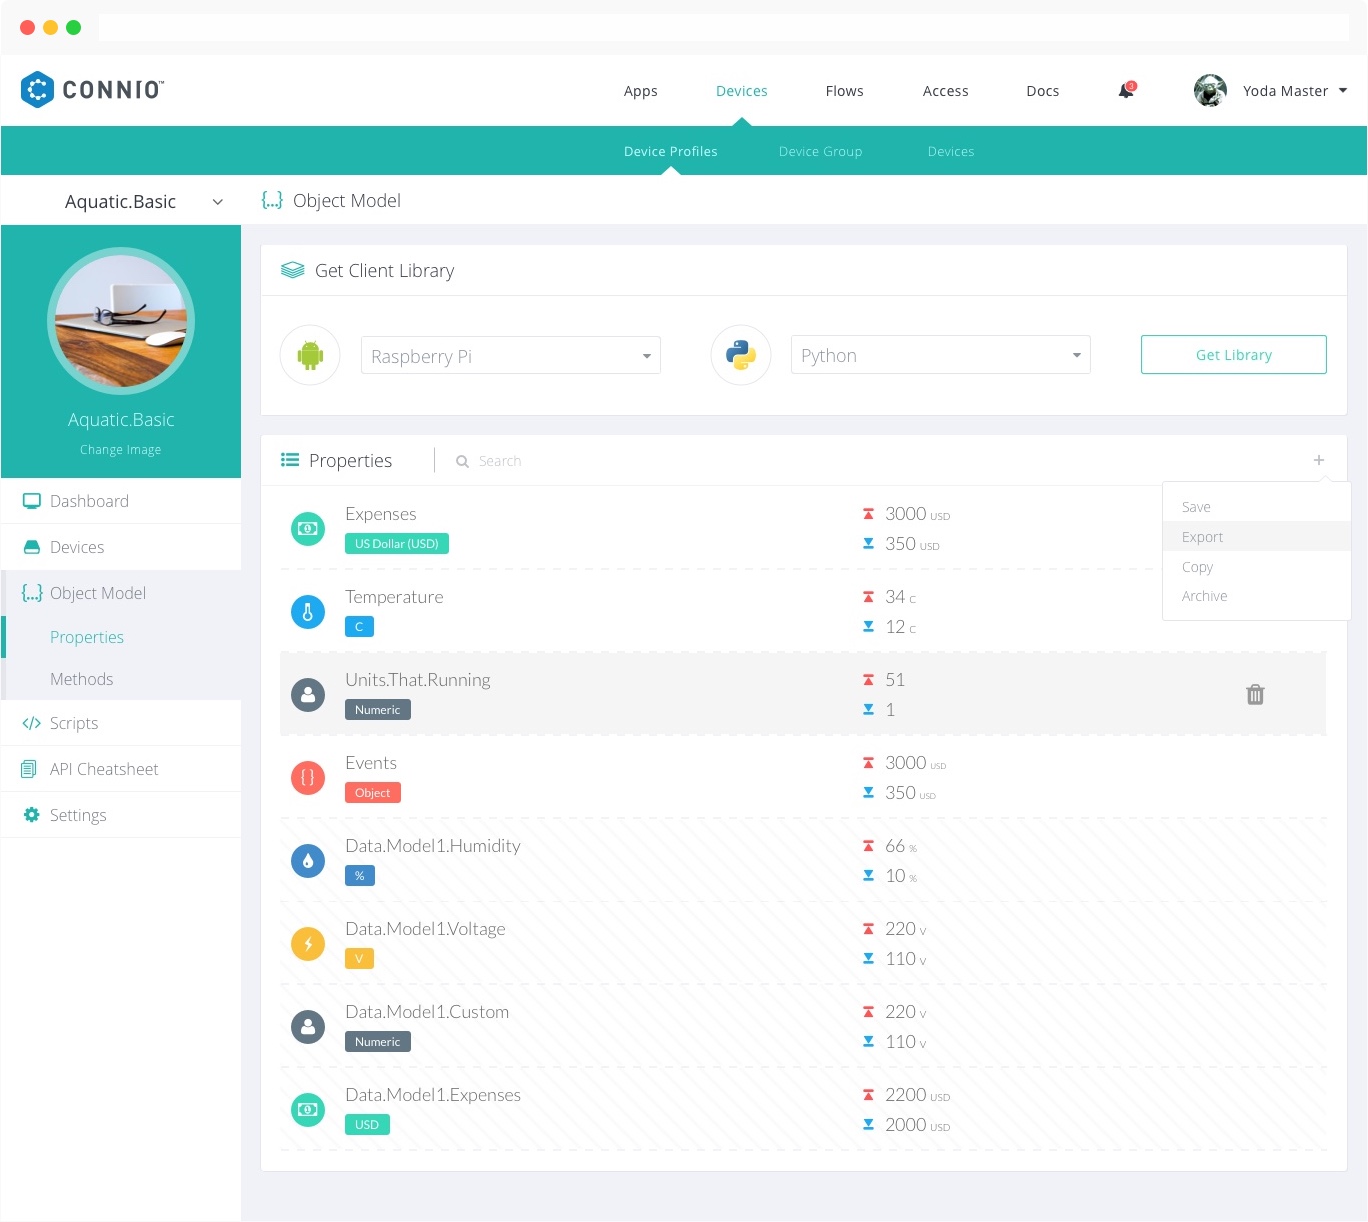 CONNIO™
Apps
Devices
Flows
Access
Docs
3
Yoda Master
Device Profiles
Device Group
Devices
Aquatic.Basic
{...} Object Model
Get Client Library
Raspberry Pi
Python
Get Library
Aquatic.Basic
Change Image
Dashboard
Devices
{...} Object Model
Properties
Methods
</> Scripts
API Cheatsheet
Settings
Properties
Search
+
Save
Export
Copy
Archive
Expenses
US Dollar (USD)
3000 USD
350 USD
Temperature
C
34 C
12 C
Units.That.Running
Numeric
51
1
{ }
Events
Object
3000 USD
350 USD
Data.Model1.Humidity
%
66 %
10 %
Data.Model1.Voltage
V
220 V
110 V
Data.Model1.Custom
Numeric
220 V
110 V
Data.Model1.Expenses
USD
2200 USD
2000 USD